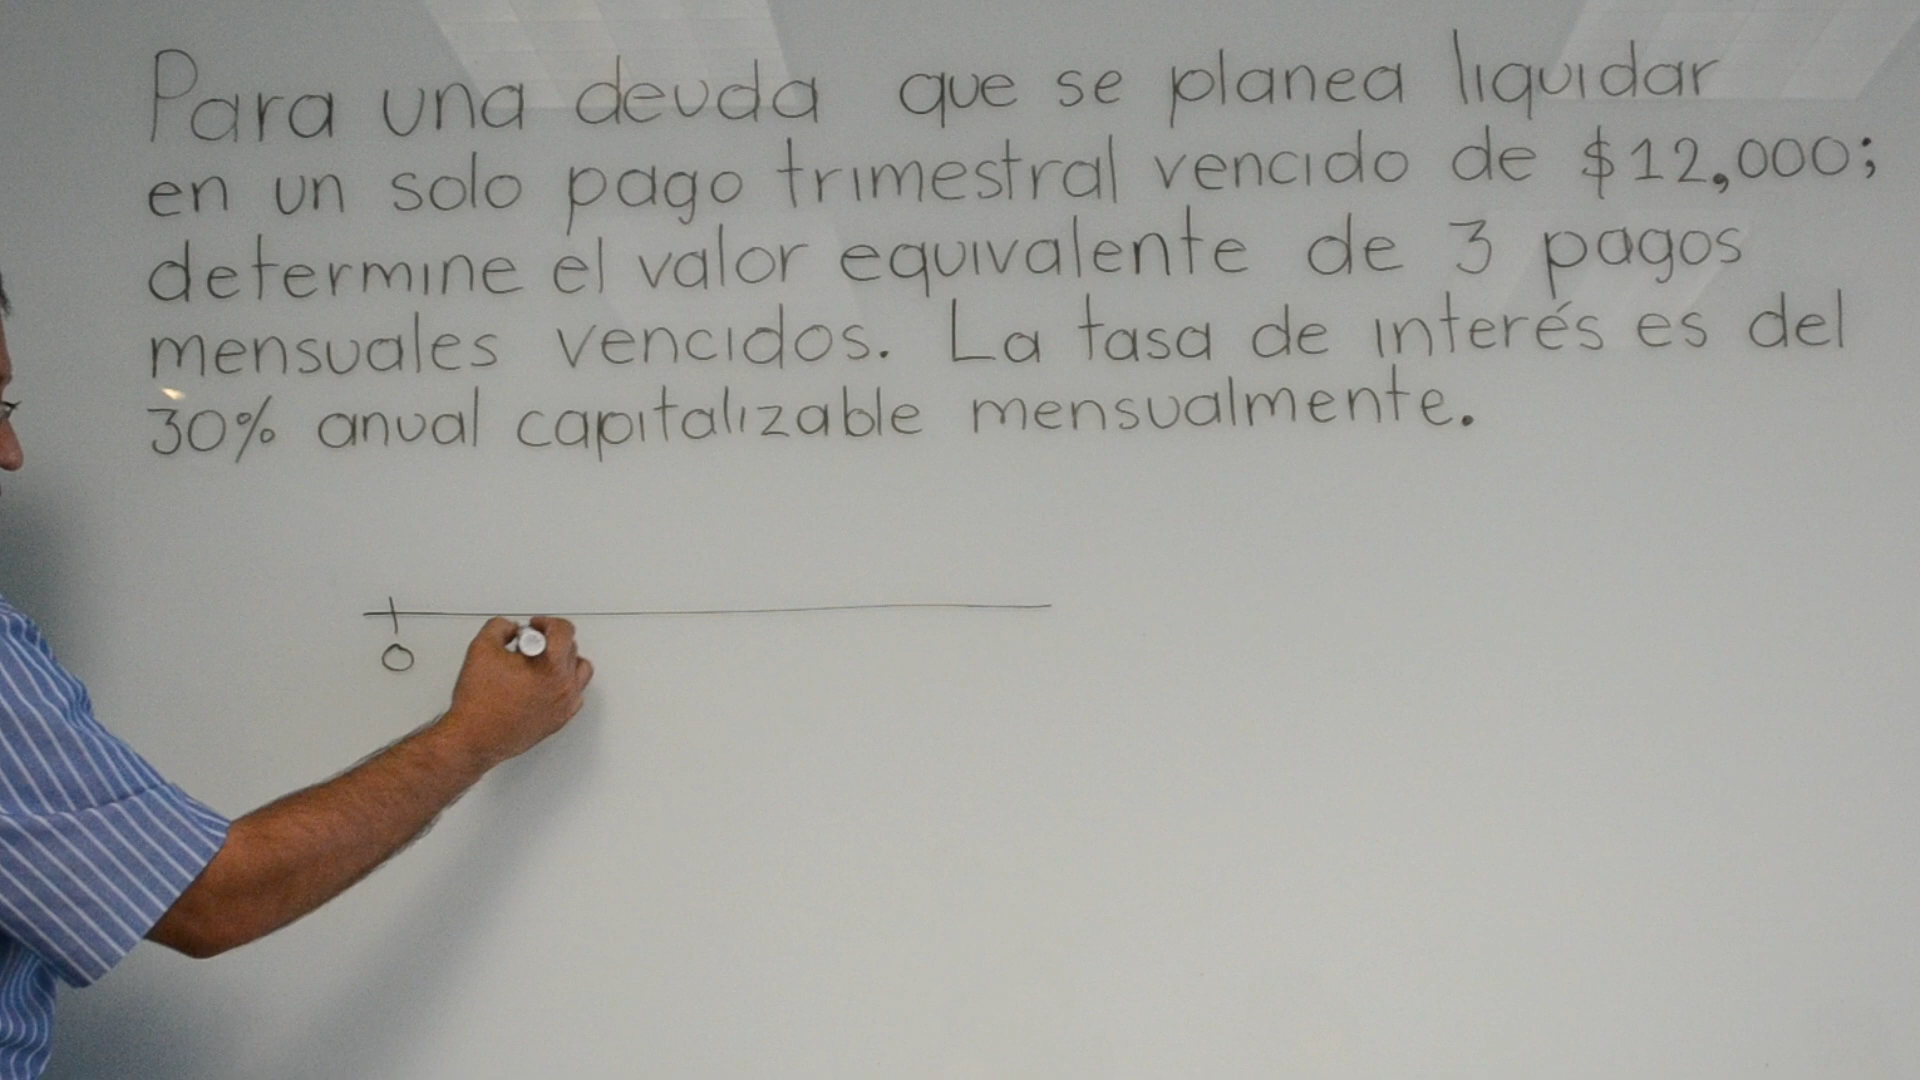 Para una deuda que se planea liquidar
en un solo pago trimestral vencido de $12,000;
determine el valor equivalente de 3 pagos
mensuales vencidos. La tasa de interés es del
30% anual capitalizable mensualmente.
0